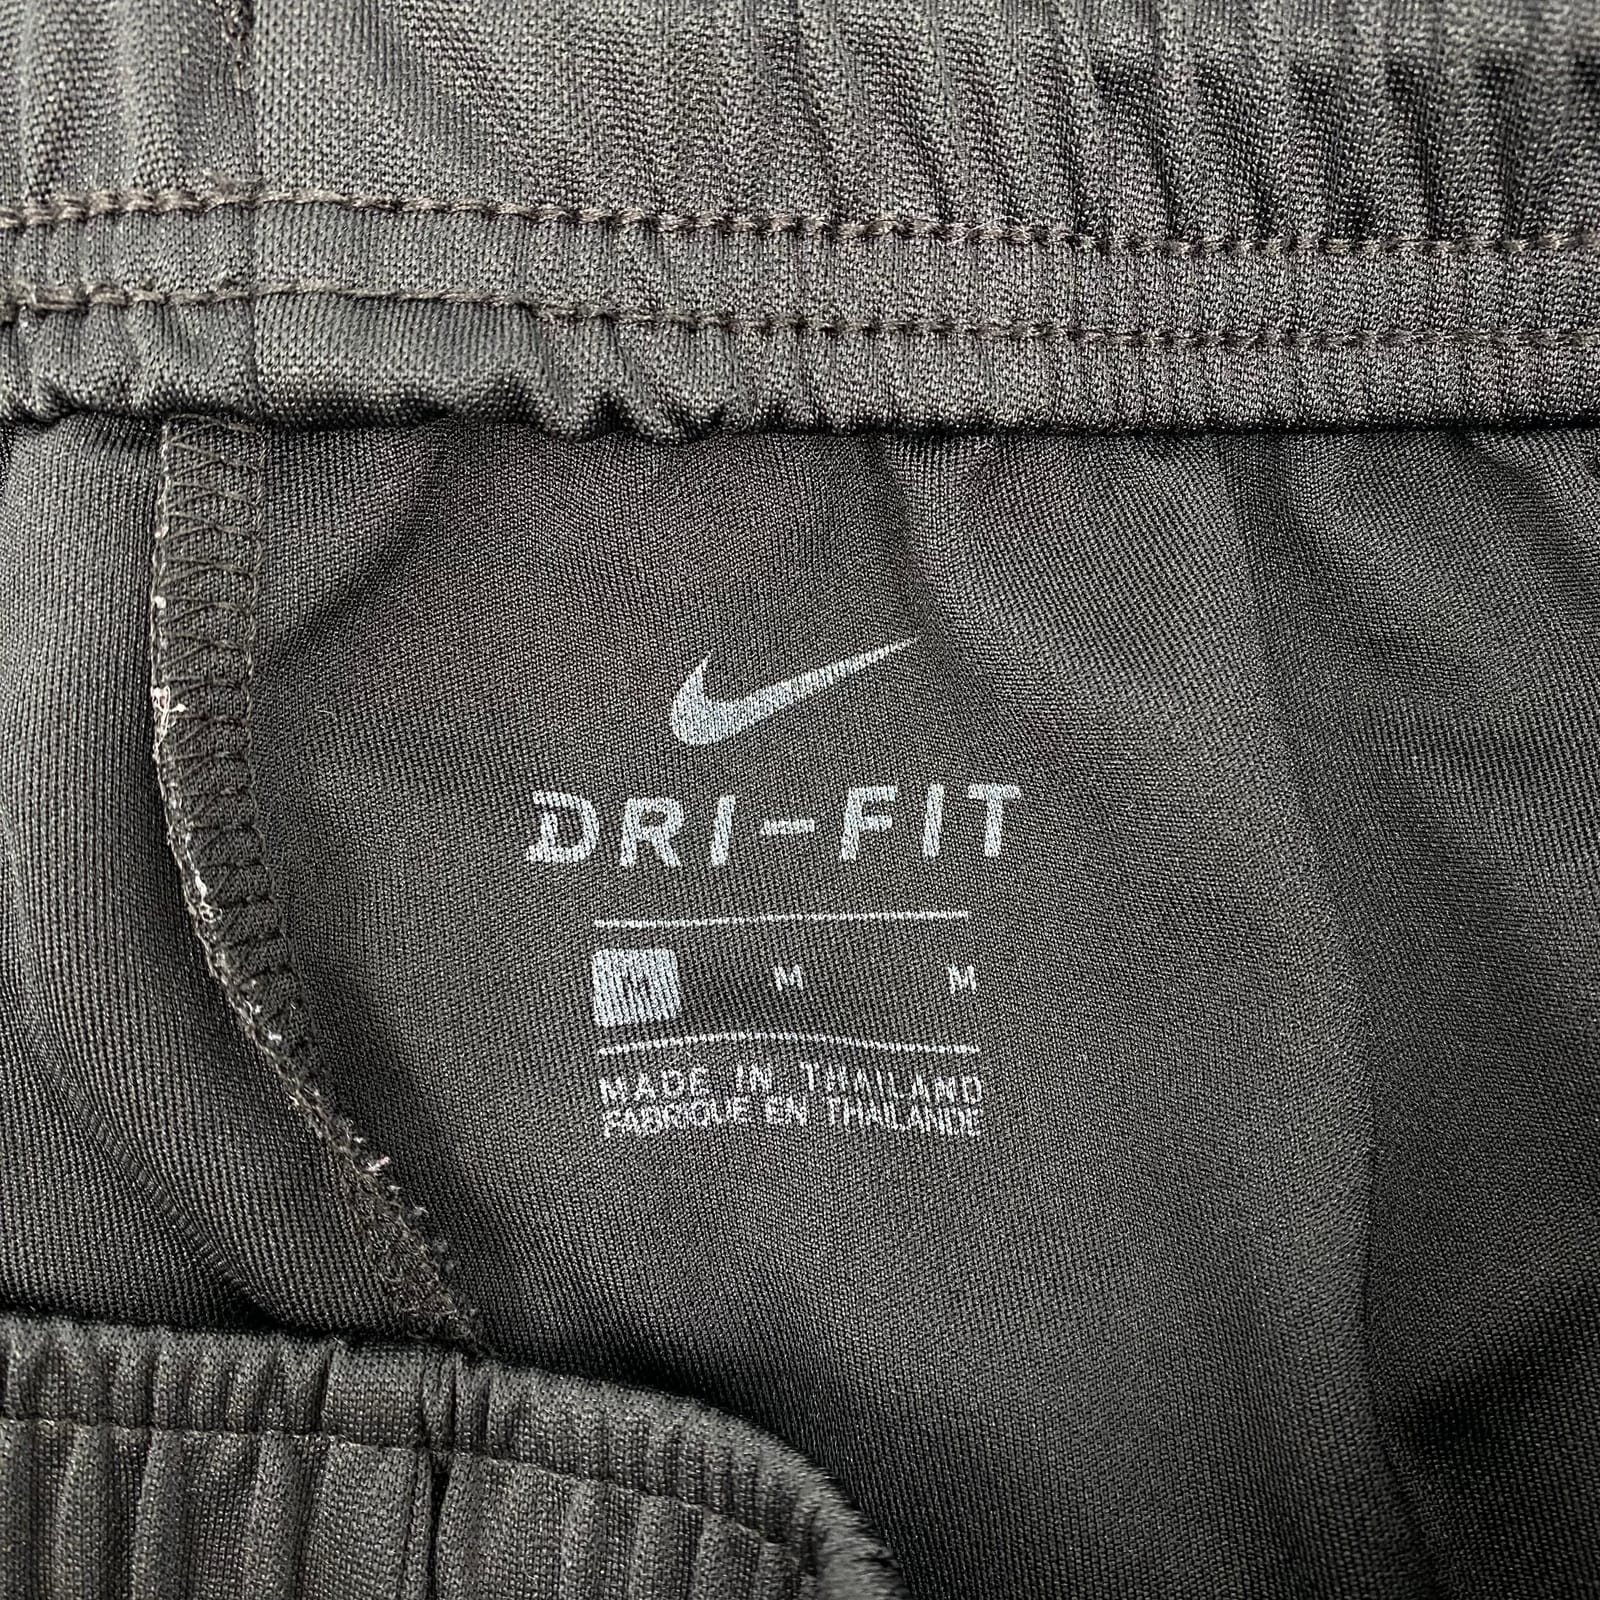 DRI-FIT
M M M
MADE IN THAILAND
FABRIQUE EN THAILANDE